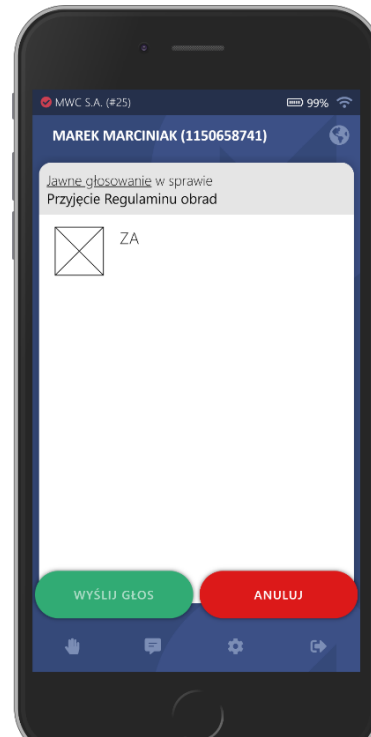 MWC S.A. (#25) 99%
MAREK MARCINIAK (1150658741)
Jawne głosowanie w sprawie
Przyjęcie Regulaminu obrad
ZA
WYŚLIJ GŁOS ANULUJ